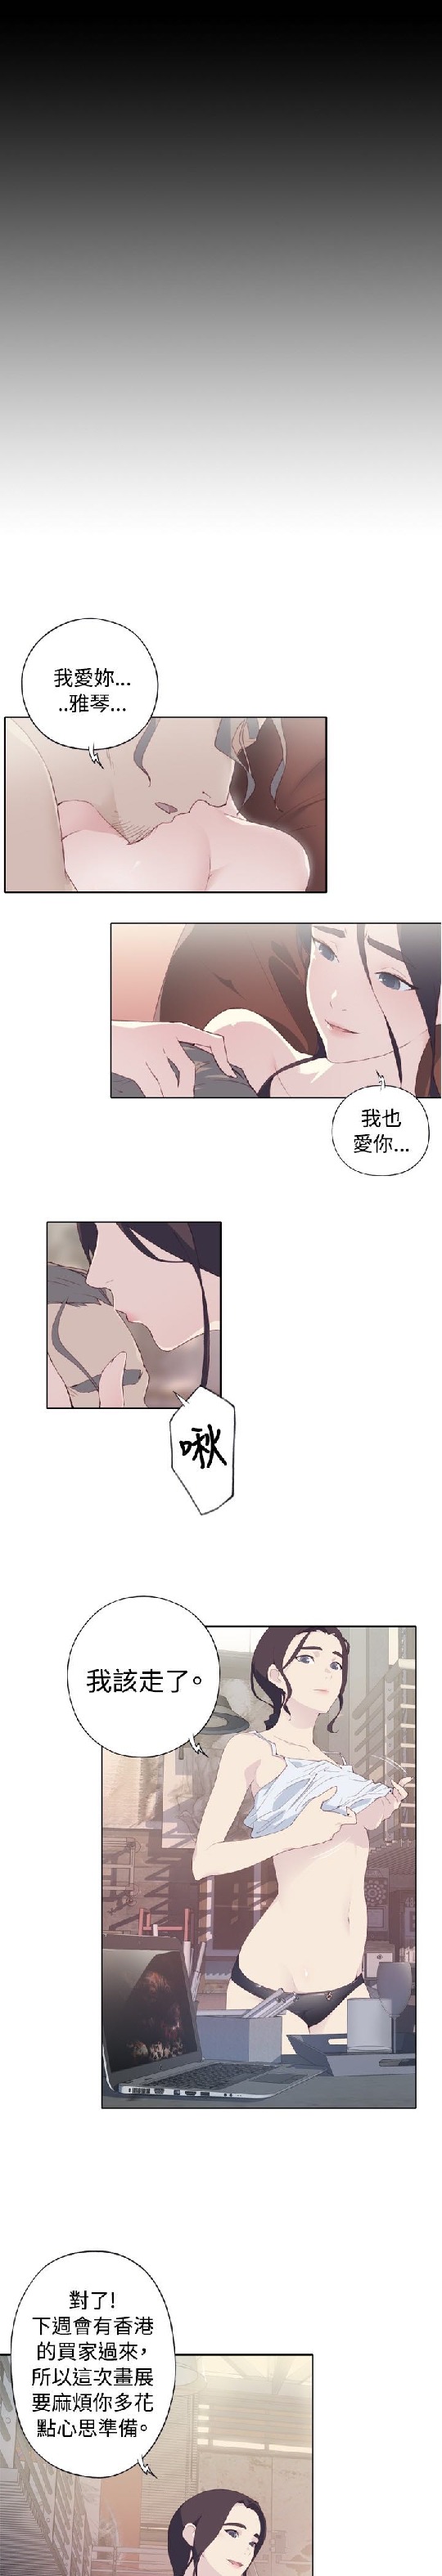 我愛妳...
..雅琴...
我也
愛你...
啾
我該走了。
對了!
下週會有香港
的買家過來,
所以這次畫展
要麻煩你多花
點心思準備。